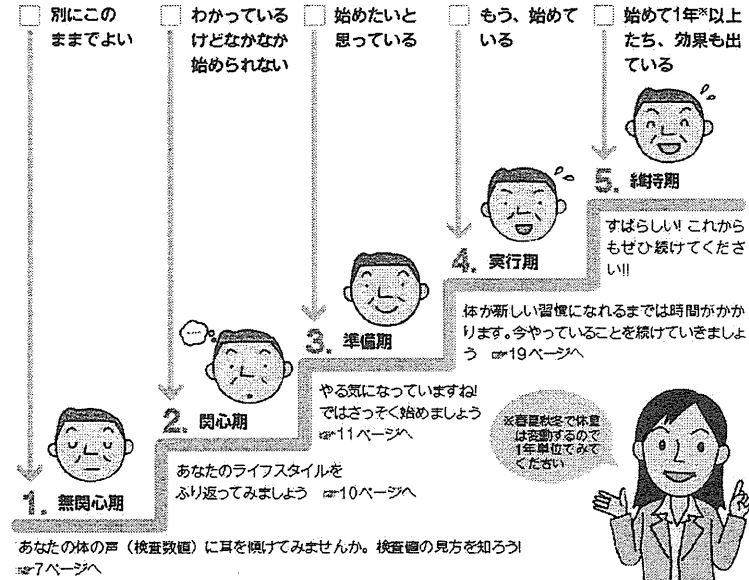 別にこの
ままでよい
わかっている
けどなかなか
始められない
始めたいと
思っている
もう、始めて
いる
始めて1年※以上
たち、効果も出
ている
5. 維持期
すばらしい! これから
もぜひ続けてくださ
い!!
4. 実行期
体が新しい習慣になれるまでは時間がかか
ります。今やっていることを続けていきましょ
う ☞19ページへ
3. 準備期
やる気になっていますね!
ではさっそく始めましょう
☞11ページへ
※春夏秋冬で体重
は変動するので
1年単位でみて
ください
2. 関心期
あなたのライフスタイルを
ふり返ってみましょう ☞10ページへ
1. 無関心期
あなたの体の声（検査数値）に耳を傾けてみませんか。検査値の見方を知ろう!
☞7ページへ